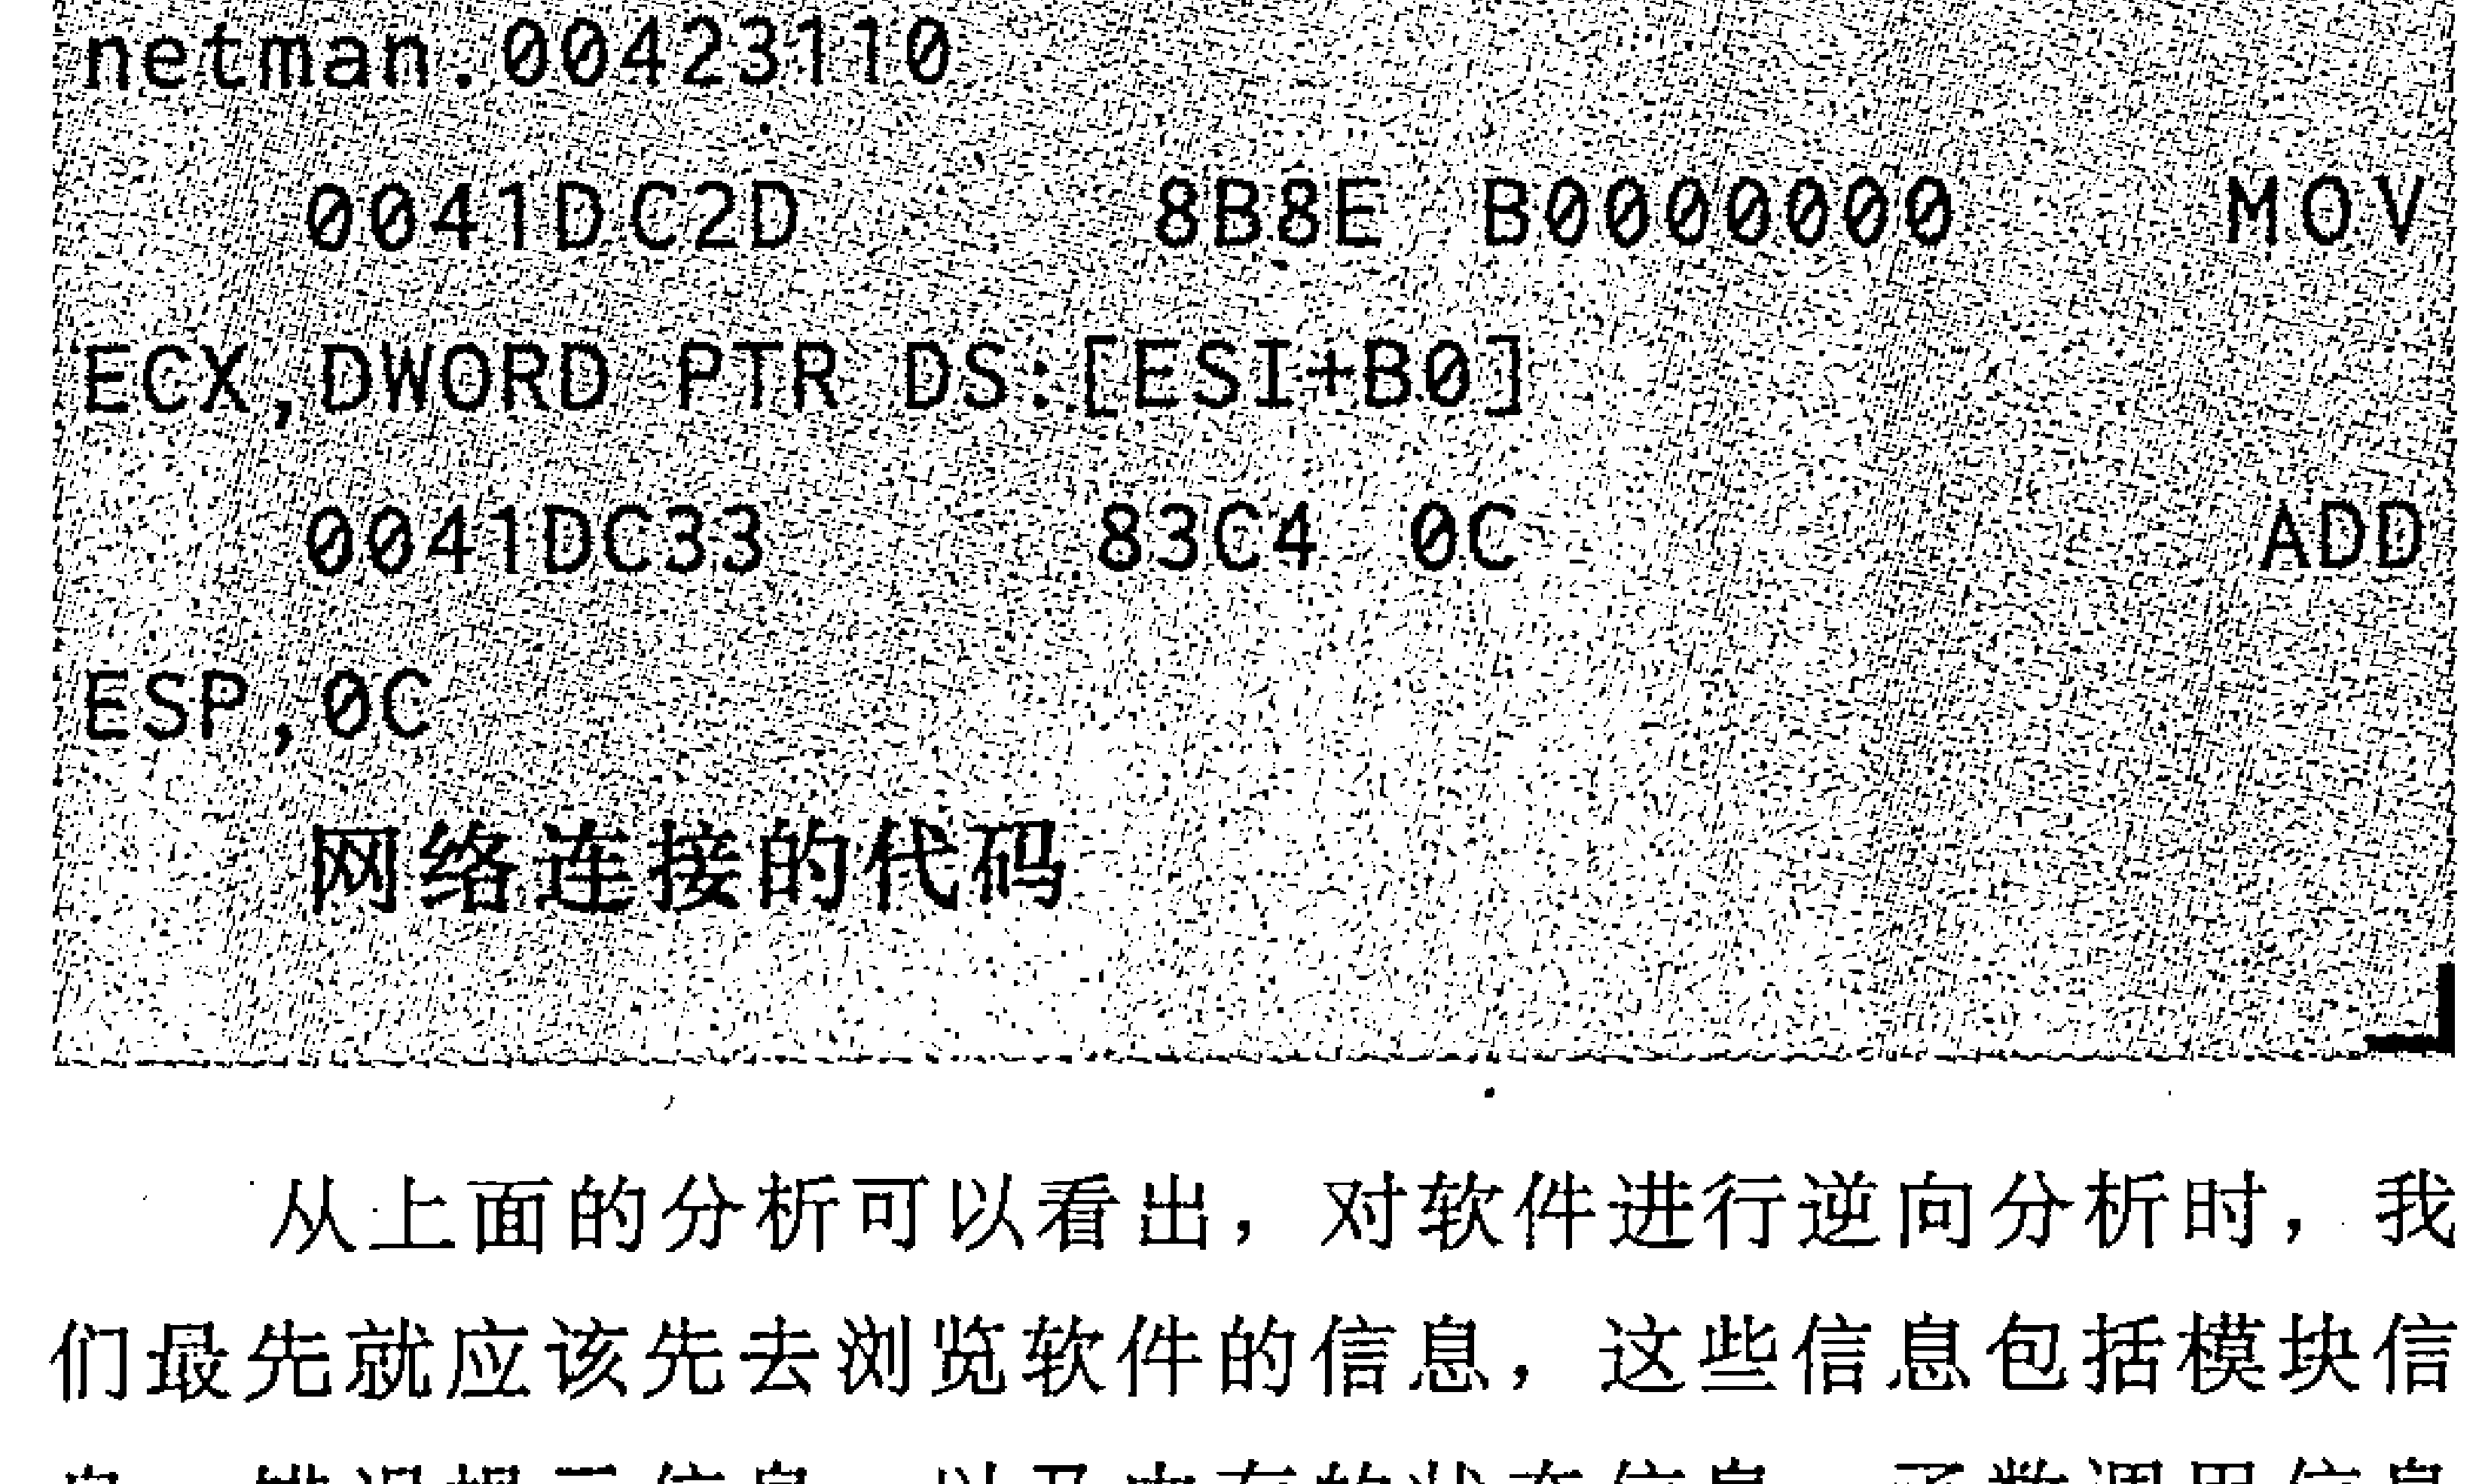 netman.00423110
0041DC2D 8B8E B0000000 MOV
ECX,DWORD PTR DS:[ESI+B0]
0041DC33 83C4 0C ADD
ESP,0C
网络连接的代码
从上面的分析可以看出，对软件进行逆向分析时，我
们最先就应该先去浏览软件的信息，这些信息包括模块信